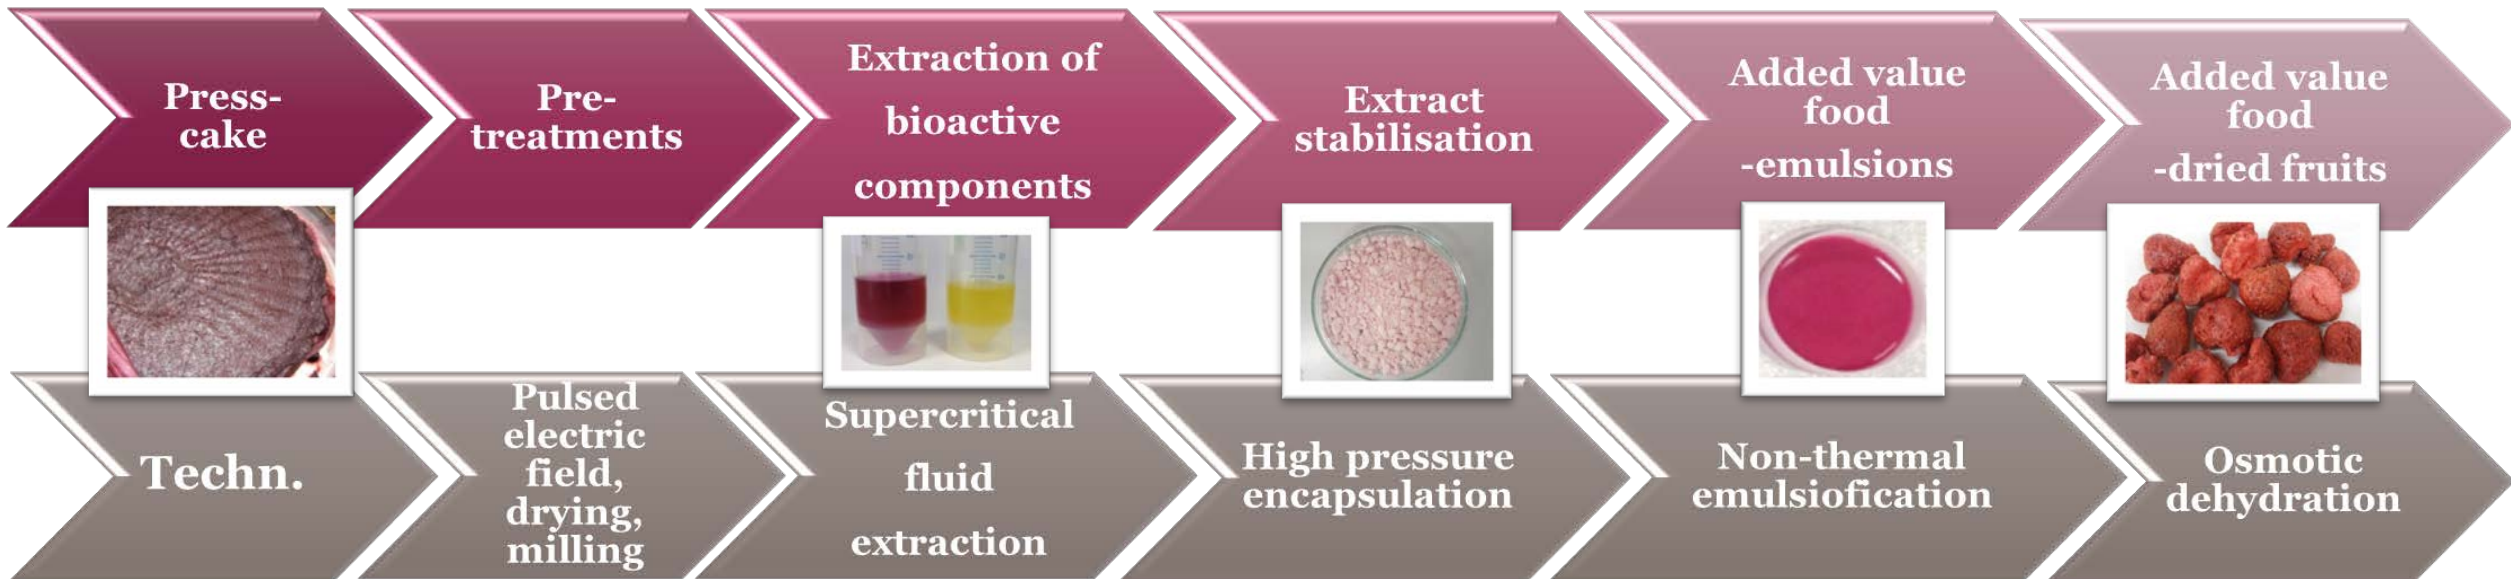 Press-
cake
Pre-
treatments
Extraction of
bioactive
components
Extract
stabilisation
Added value
food
-emulsions
Added value
food
-dried fruits
Techn.
Pulsed
electric
field,
drying,
milling
Supercritical
fluid
extraction
High pressure
encapsulation
Non-thermal
emulsiofication
Osmotic
dehydration